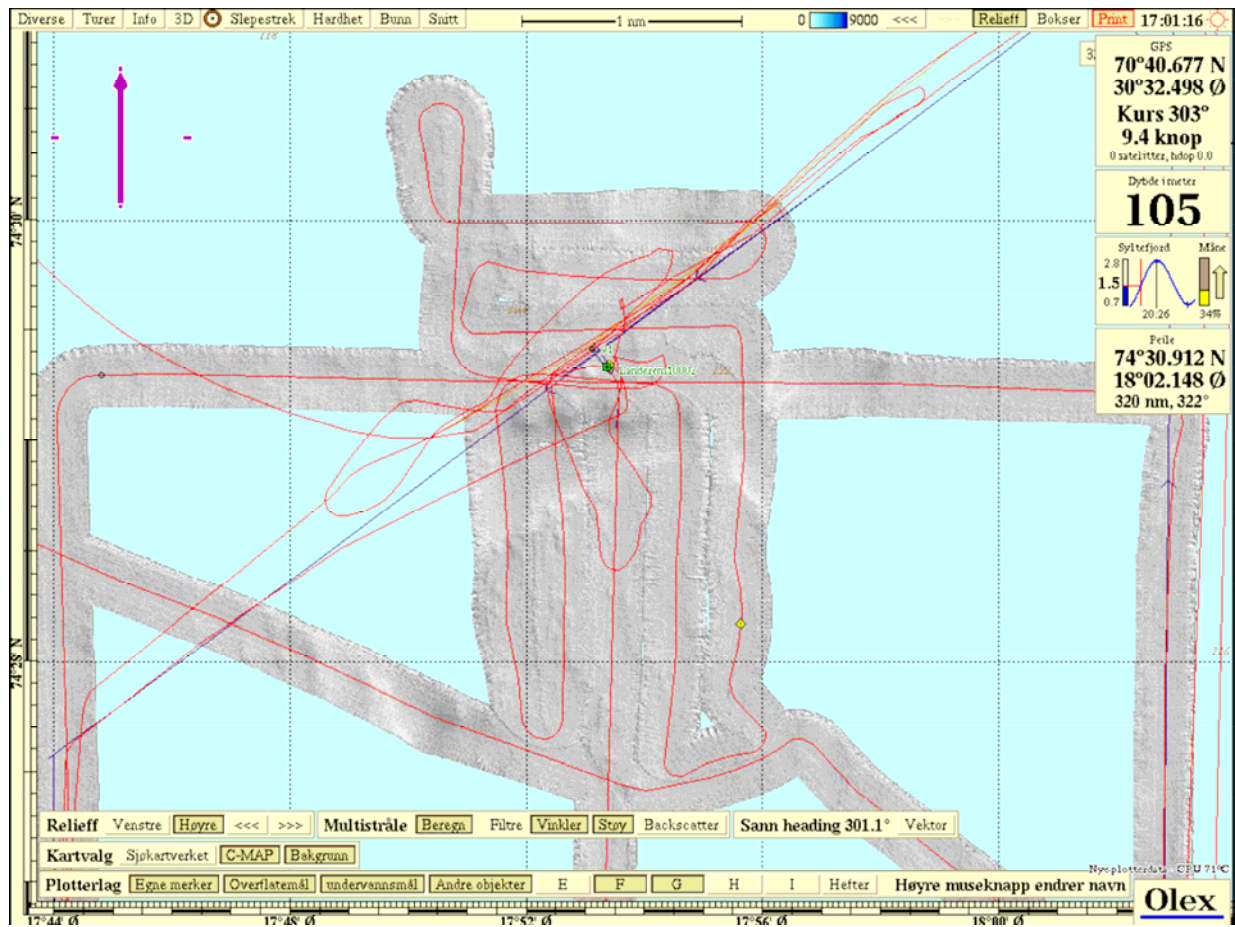 Diverse Turer Info 3D Slepestrek Hardhet Bunn Snitt 1 nm 0 9000 <<< >>> Relieff Bokser Print 17:01:16
GPS
70°40.677 N
30°32.498 Ø
Kurs 303°
9.4 knop
0 satelitter, hdop 0.0
Dybde i meter
105
Syltefjord Måne
2.8
1.5
0.7
20:26 34%
Peile
74°30.912 N
18°02.148 Ø
320 nm, 322°
74°28' N
Relieff Venstre Høyre <<< >>> Multistråle Beregn Filtre Vinkler Støy Backscatter Sann heading 301.1° Vektor
Kartvalg Sjøkartverket C-MAP Bakgrunn
Nye plotterdata - CPU 71°C
Plotterlag Egne merker Overflatemål undervannsmål Andre objekter E F G H I Hefter Høyre museknapp endrer navn
Olex
17°44' Ø 17°48' Ø 17°52' Ø 17°56' Ø 18°00' Ø